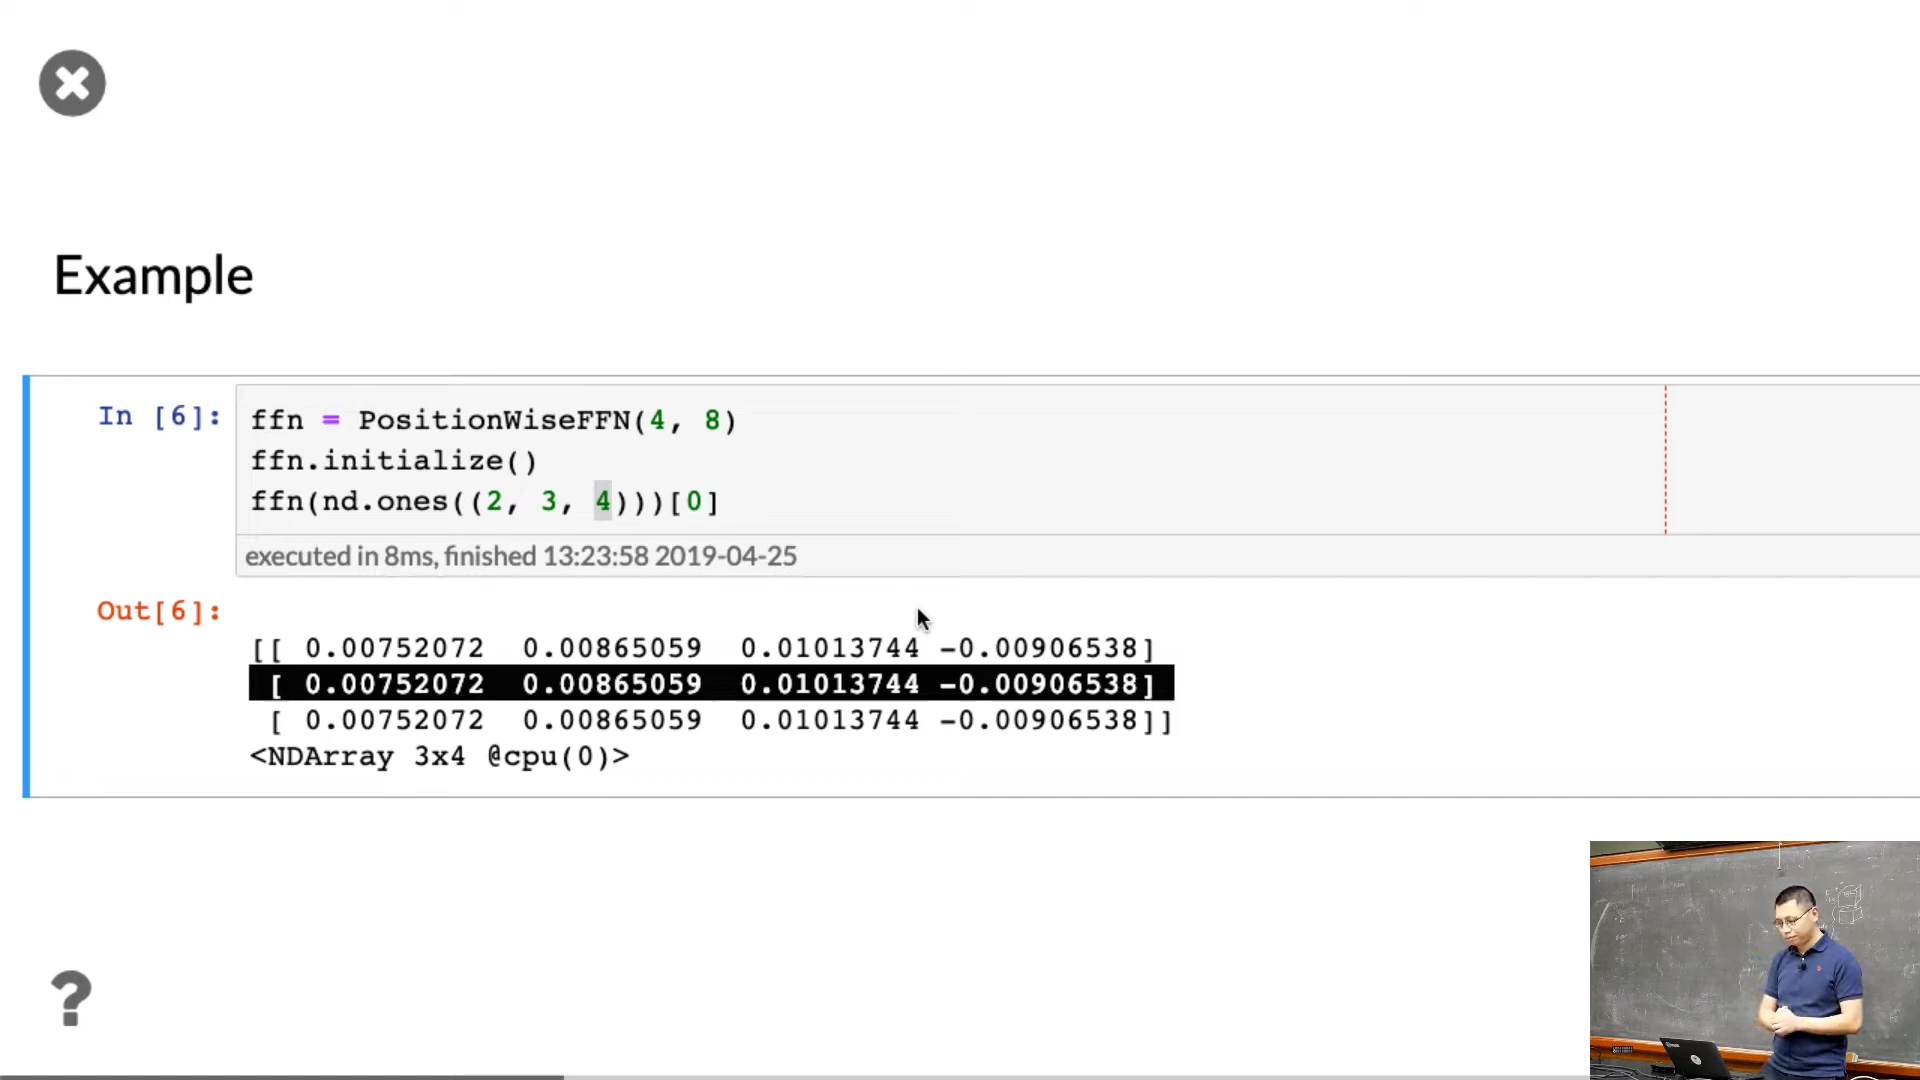 Example
In [6]:
ffn = PositionWiseFFN(4, 8)
ffn.initialize()
ffn(nd.ones((2, 3, 4)))[0]
executed in 8ms, finished 13:23:58 2019-04-25
Out[6]:
[[ 0.00752072  0.00865059  0.01013744 -0.00906538]
[ 0.00752072  0.00865059  0.01013744 -0.00906538]
[ 0.00752072  0.00865059  0.01013744 -0.00906538]]
<NDArray 3x4 @cpu(0)>
?